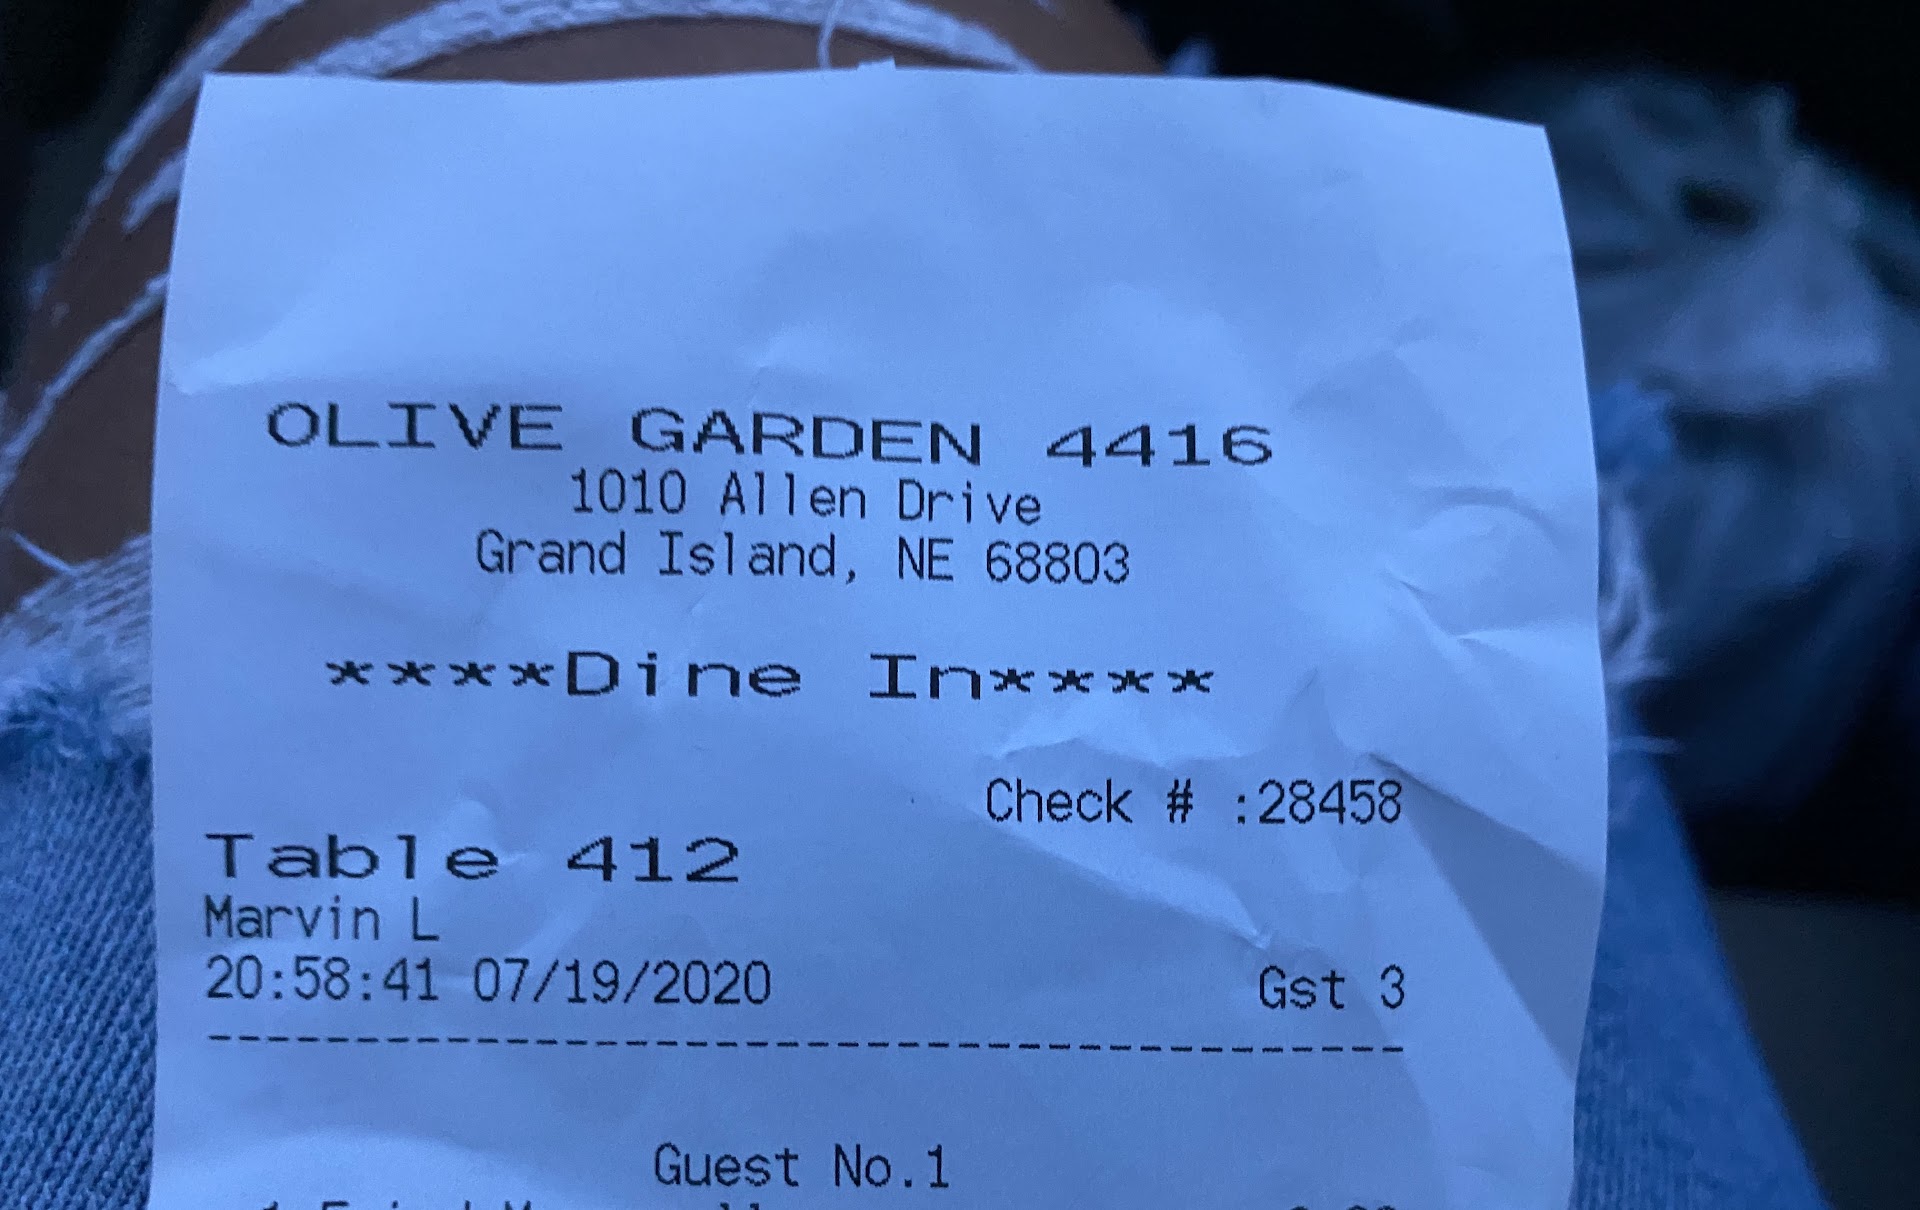 OLIVE GARDEN 4416
1010 Allen Drive
Grand Island, NE 68803
****Dine In****
Check # :28458
Table 412
Marvin L
20:58:41 07/19/2020 Gst 3
----------------------------------------
Guest No.1